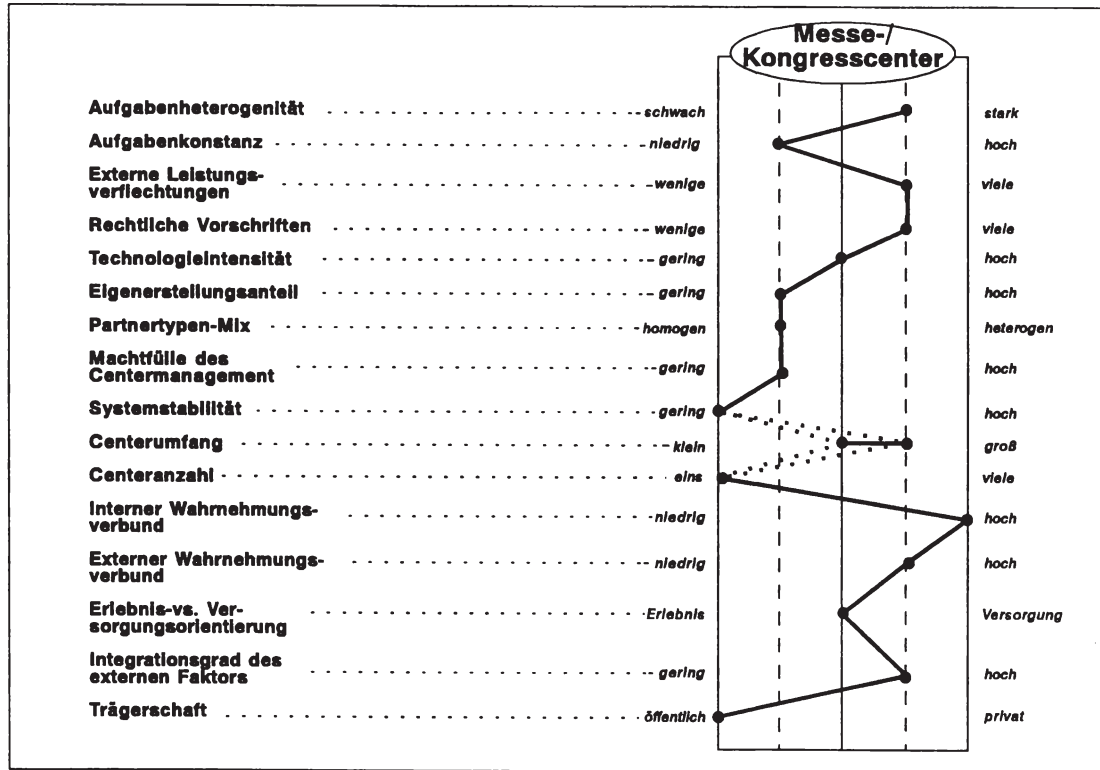 Messe-/
Kongresscenter
Aufgabenheterogenität schwach stark
Aufgabenkonstanz niedrig hoch
Externe Leistungs-
verflechtungen wenige viele
Rechtliche Vorschriften wenige viele
Technologieintensität gering hoch
Eigenerstellungsanteil gering hoch
Partnertypen-Mix homogen heterogen
Machtfülle des
Centermanagement gering hoch
Systemstabilität gering hoch
Centerumfang klein groß
Centeranzahl eins viele
Interner Wahrnehmungs-
verbund niedrig hoch
Externer Wahrnehmungs-
verbund niedrig hoch
Erlebnis-vs. Ver-
sorgungsorientierung Erlebnis Versorgung
Integrationsgrad des
externen Faktors gering hoch
Trägerschaft öffentlich privat